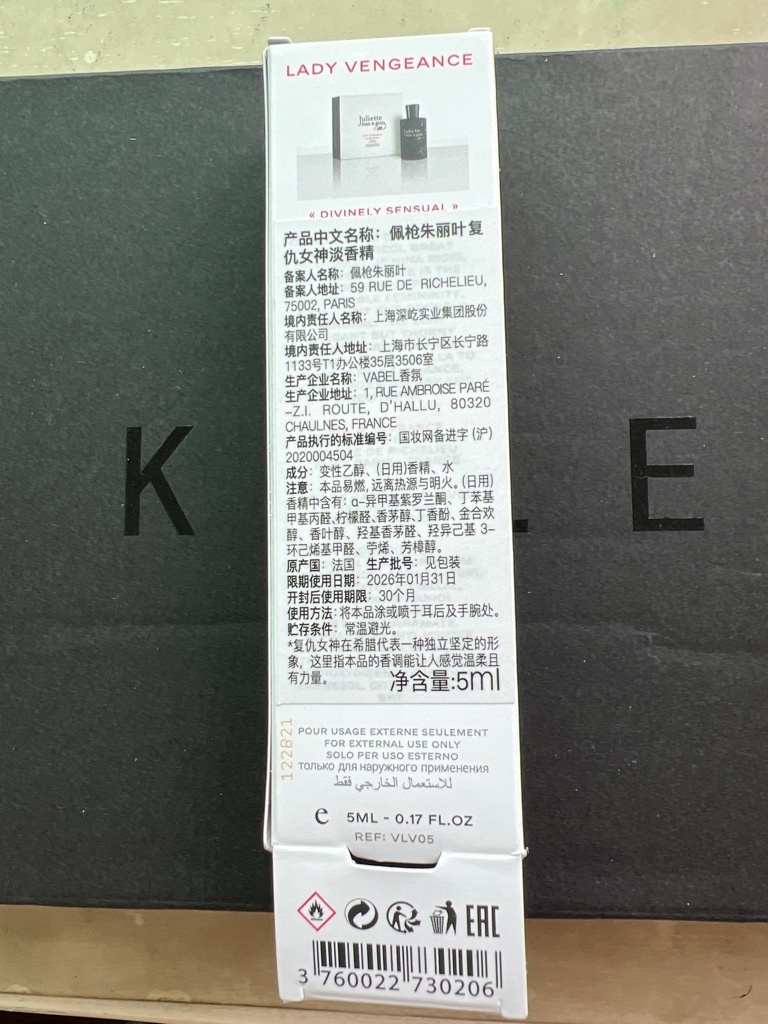 LADY VENGEANCE
Juliette
has a gun
« DIVINELY SENSUAL »
产品中文名称：佩枪朱丽叶复
仇女神淡香精
备案人名称：佩枪朱丽叶
备案人地址：59 RUE DE RICHELIEU,
75002, PARIS
境内责任人名称：上海深屹实业集团股份
有限公司
境内责任人地址：上海市长宁区长宁路
1133号T1办公楼35层3506室
生产企业名称：VABEL香氛
生产企业地址：1, RUE AMBROISE PARÉ
-Z.I. ROUTE, D'HALLU, 80320
CHAULNES, FRANCE
产品执行的标准编号：国妆网备进字 (沪)
2020004504
成分：变性乙醇、(日用)香精、水
注意：本品易燃,远离热源与明火。(日用)
香精中含有：α-异甲基紫罗兰酮、丁苯基
甲基丙醛、柠檬醛、香茅醇、丁香酚、金合欢
醇、香叶醇、羟基香茅醛、羟异己基 3-
环己烯基甲醛、苧烯、芳樟醇。
原产国：法国 生产批号：见包装
限期使用日期：2026年01月31日
开封后使用期限：30个月
使用方法：将本品涂或喷于耳后及手腕处。
贮存条件：常温避光。
*复仇女神在希腊代表一种独立坚定的形
象，这里指本品的香调能让人感觉温柔且
有力量。
净含量:5ml
122B21
POUR USAGE EXTERNE SEULEMENT
FOR EXTERNAL USE ONLY
SOLO PER USO ESTERNO
только для наружного применения
للاستعمال الخارجي فقط
e 5ML - 0.17 FL.OZ
REF: VLV05
EAC
3 760022 730206
K E